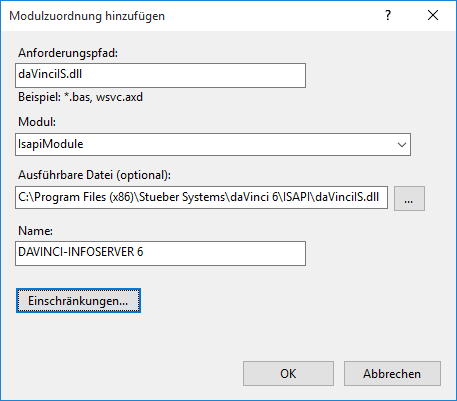 Modulzuordnung hinzufügen
?
Anforderungspfad:
daVinciIS.dll
Beispiel: *.bas, wsvc.axd
Modul:
IsapiModule
Ausführbare Datei (optional):
C:\Program Files (x86)\Stueber Systems\daVinci 6\ISAPI\daVinciIS.dll
...
Name:
DAVINCI-INFOSERVER 6
Einschränkungen...
OK
Abbrechen